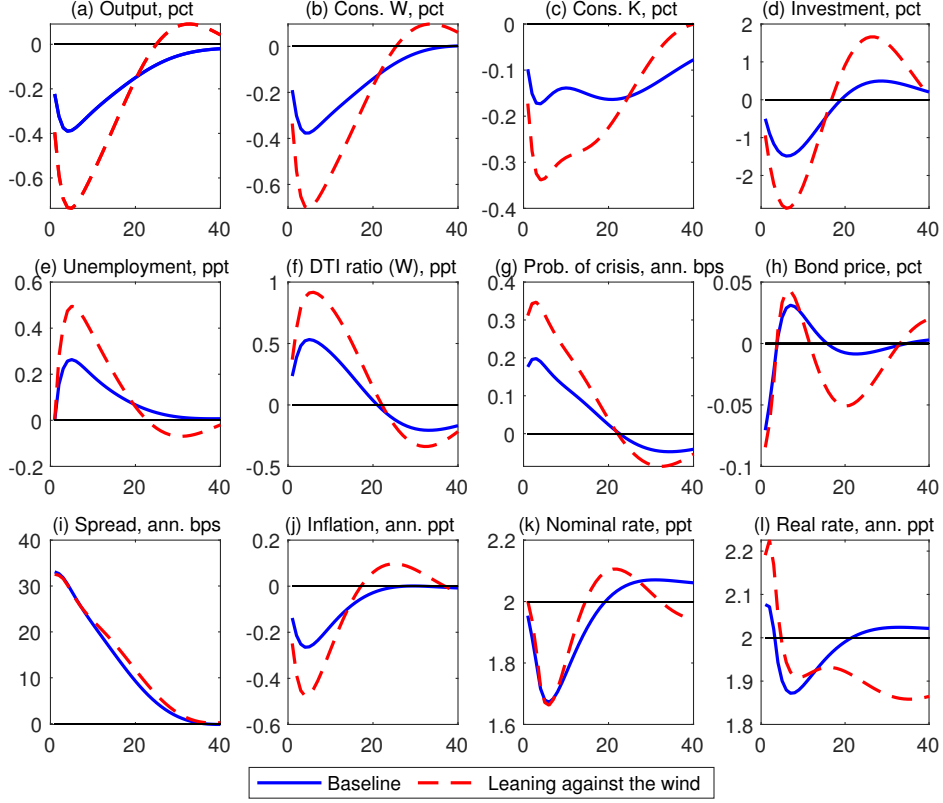 (a) Output, pct
(b) Cons. W, pct
(c) Cons. K, pct
(d) Investment, pct
0
-0.2
-0.4
-0.6
0 20 40
0
-0.2
-0.4
-0.6
0 20 40
0
-0.1
-0.2
-0.3
-0.4
0 20 40
2
1
0
-1
-2
0 20 40
(e) Unemployment, ppt
(f) DTI ratio (W), ppt
(g) Prob. of crisis, ann. bps
(h) Bond price, pct
0.6
0.4
0.2
0
-0.2
0 20 40
1
0.5
0
-0.5
0 20 40
0.4
0.3
0.2
0.1
0
0 20 40
0.05
0
-0.05
-0.1
0 20 40
(i) Spread, ann. bps
(j) Inflation, ann. ppt
(k) Nominal rate, ppt
(l) Real rate, ann. ppt
40
30
20
10
0
0 20 40
0.2
0
-0.2
-0.4
-0.6
0 20 40
2.2
2
1.8
1.6
0 20 40
2.2
2.1
2
1.9
1.8
0 20 40
Baseline
Leaning against the wind